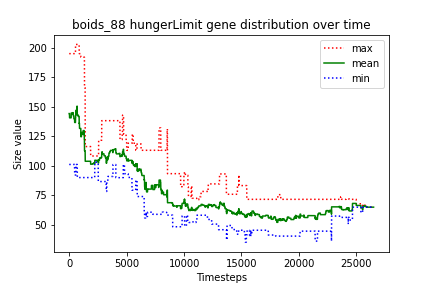 boids_88 hungerLimit gene distribution over time
max
mean
min
Size value
200
175
150
125
100
75
50
0
5000
10000
15000
20000
25000
Timesteps